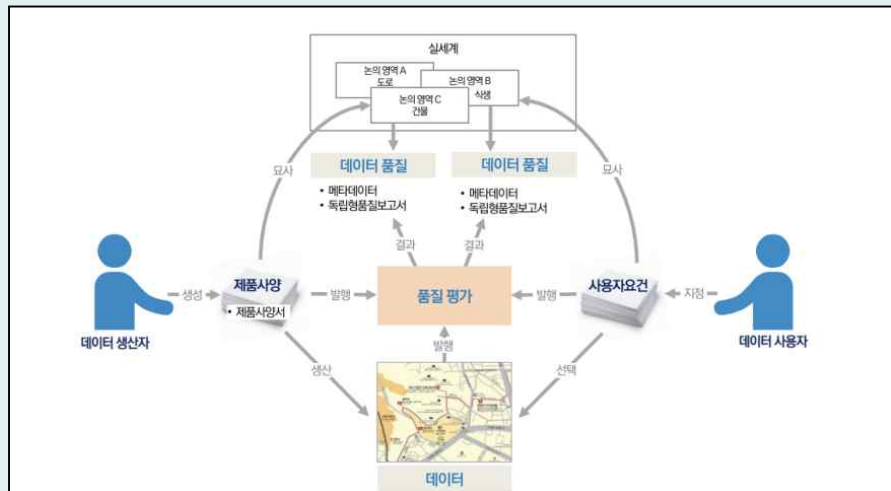 실세계
논의 영역 A
도로
논의 영역 B
식생
논의 영역 C
건물
묘사
묘사
데이터 품질
데이터 품질
• 메타데이터
• 독립형품질보고서
• 메타데이터
• 독립형품질보고서
결과
결과
데이터 생산자
생성
제품사양
• 제품사양서
발행
품질 평가
발행
사용자요건
지정
데이터 사용자
생산
발행
선택
데이터